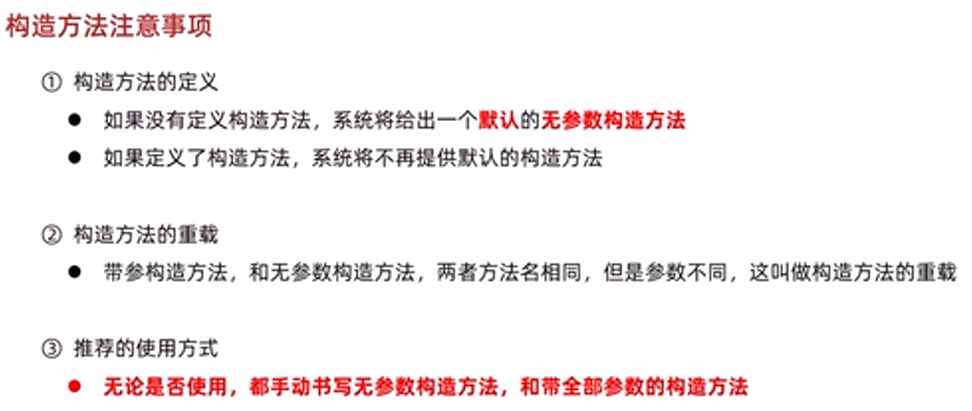 构造方法注意事项
① 构造方法的定义
● 如果没有定义构造方法，系统将给出一个默认的无参数构造方法
● 如果定义了构造方法，系统将不再提供默认的构造方法
② 构造方法的重载
● 带参构造方法，和无参数构造方法，两者方法名相同，但是参数不同，这叫做构造方法的重载
③ 推荐的使用方式
● 无论是否使用，都手动书写无参数构造方法，和带全部参数的构造方法